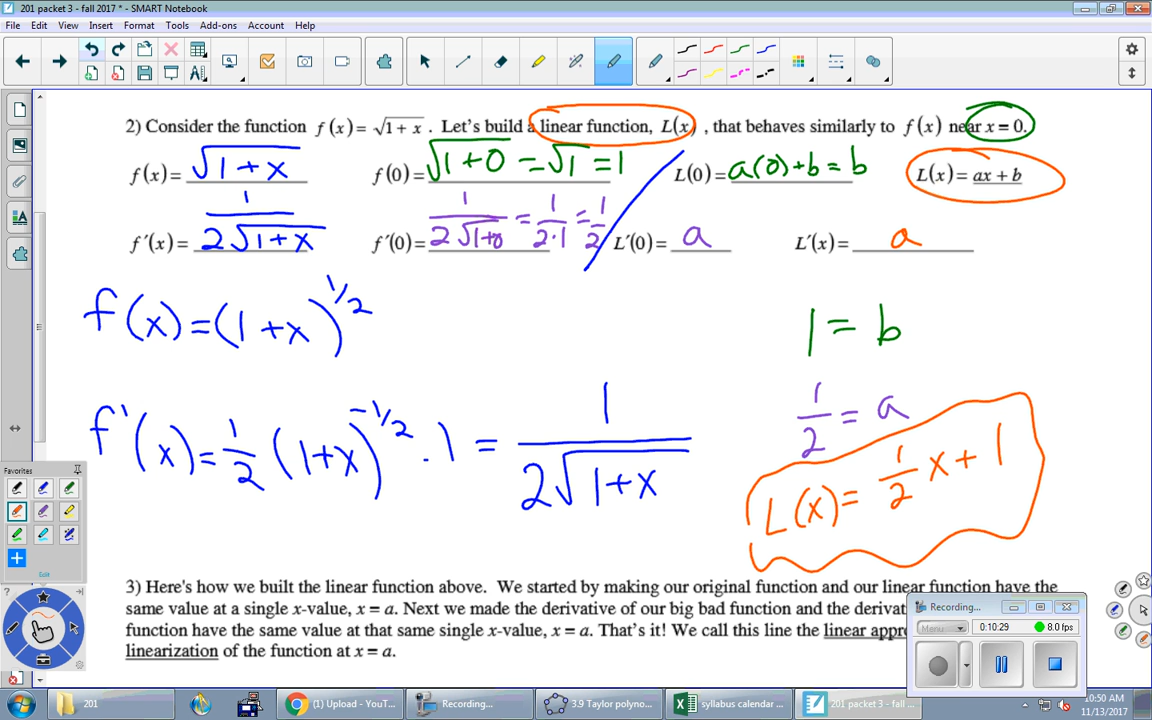 201 packet 3 - fall 2017 * - SMART Notebook
File Edit View Insert Format Tools Add-ons Account Help
2) Consider the function f(x) = √1 + x . Let's build a linear function, L(x) , that behaves similarly to f(x) near x = 0.
f(x) = √1 + x f(0) = √1 + 0 = √1 = 1 L(0) = a(0) + b = b L(x) = ax + b
f′(x) = 1/2√1 + x f′(0) = 1/2√1+0 = 1/2·1 = 1/2 L′(0) = a L′(x) = a
f(x) = (1 + x)^1/2
1 = b
1/2 = a
f'(x) = 1/2 (1+x)^-1/2 · 1 = 1/2√1+x
L(x) = 1/2 x + 1
Favorites
Edit
3) Here's how we built the linear function above. We started by making our original function and our linear function have the
same value at a single x-value, x = a. Next we made the derivative of our big bad function and the deriva
function have the same value at that same single x-value, x = a. That's it! We call this line the linear appr
linearization of the function at x = a.
Recording...
Menu 0:10:29 8.0 fps
201 (1) Upload - YouT... Recording... 3.9 Taylor polyno... syllabus calendar ... 201 packet 3 - fall ...
10:50 AM
11/13/2017